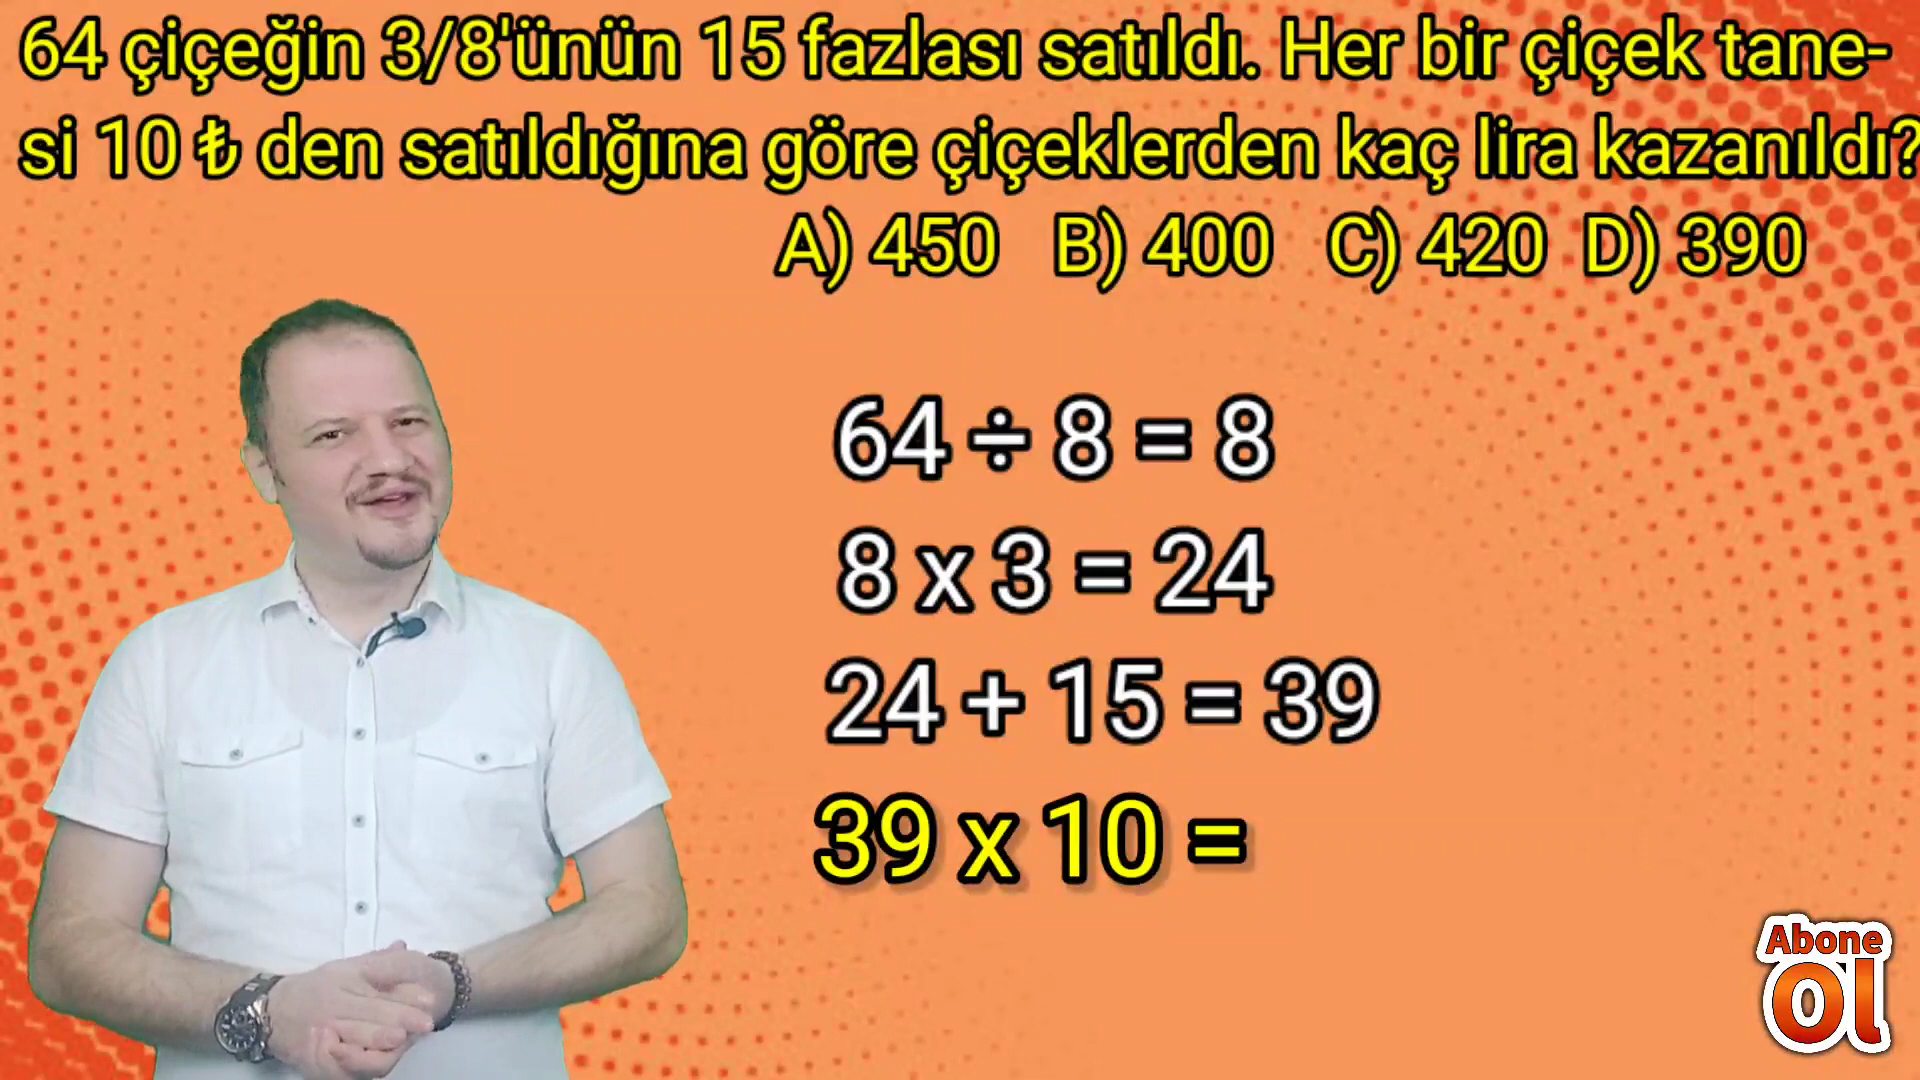 64 çiçeğin 3/8'ünün 15 fazlası satıldı. Her bir çiçek tane-
si 10 ₺ den satıldığına göre çiçeklerden kaç lira kazanıldı?
A) 450 B) 400 C) 420 D) 390
64 ÷ 8 = 8
8 x 3 = 24
24 + 15 = 39
39 x 10 =
Abone
Ol